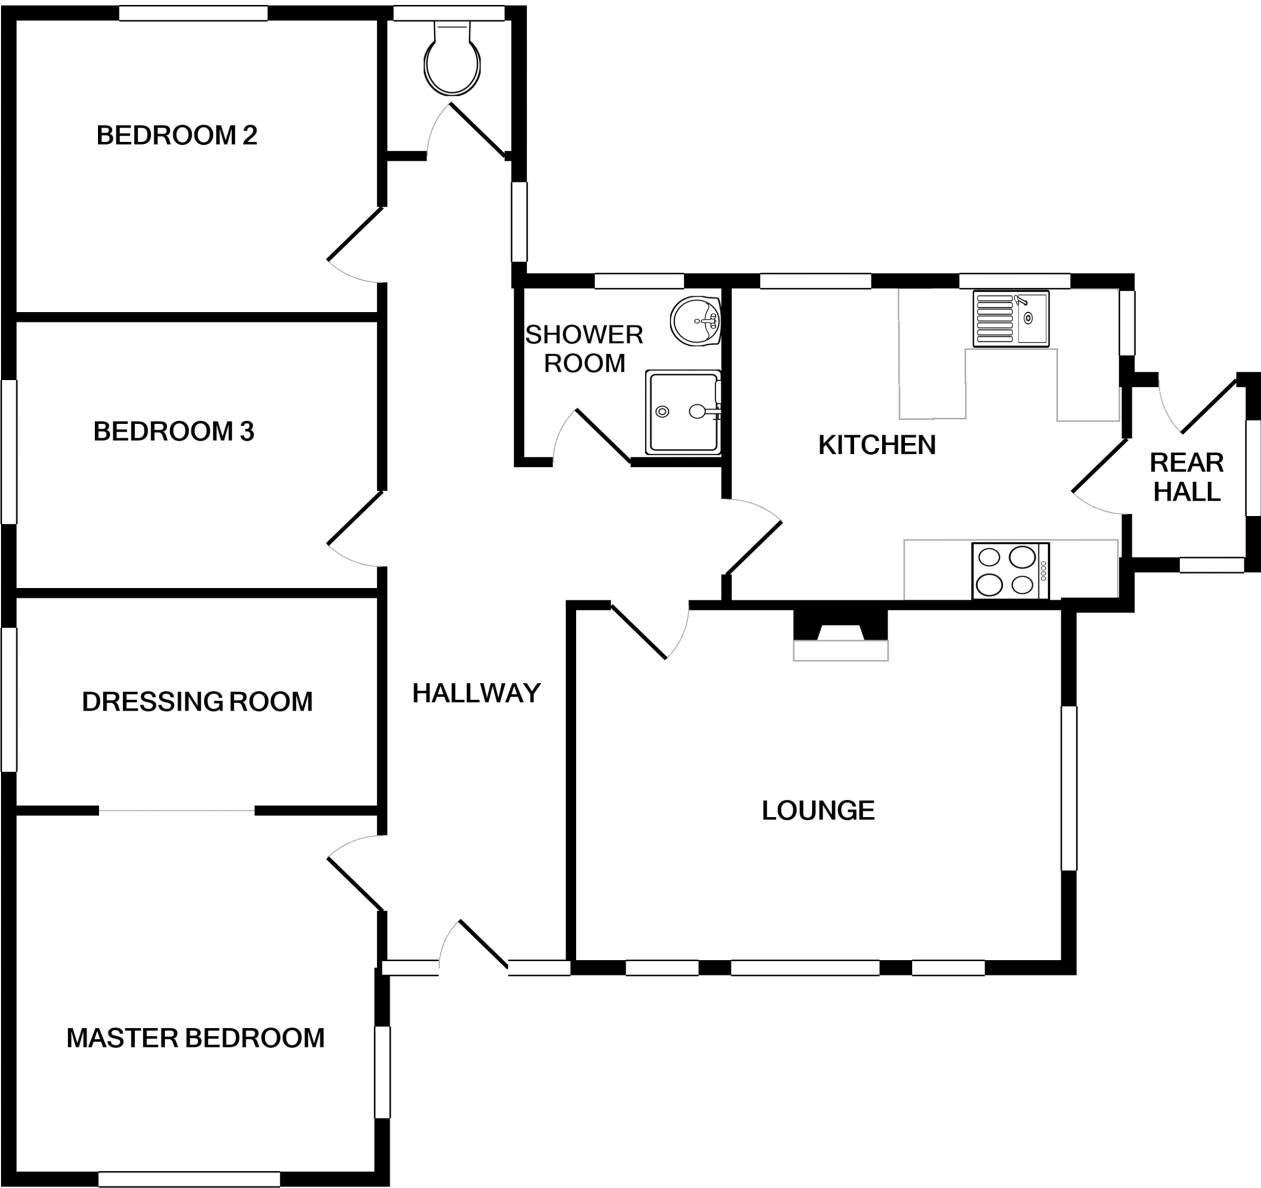 BEDROOM 2
SHOWER
ROOM
BEDROOM 3
KITCHEN
REAR
HALL
DRESSING ROOM
HALLWAY
LOUNGE
MASTER BEDROOM